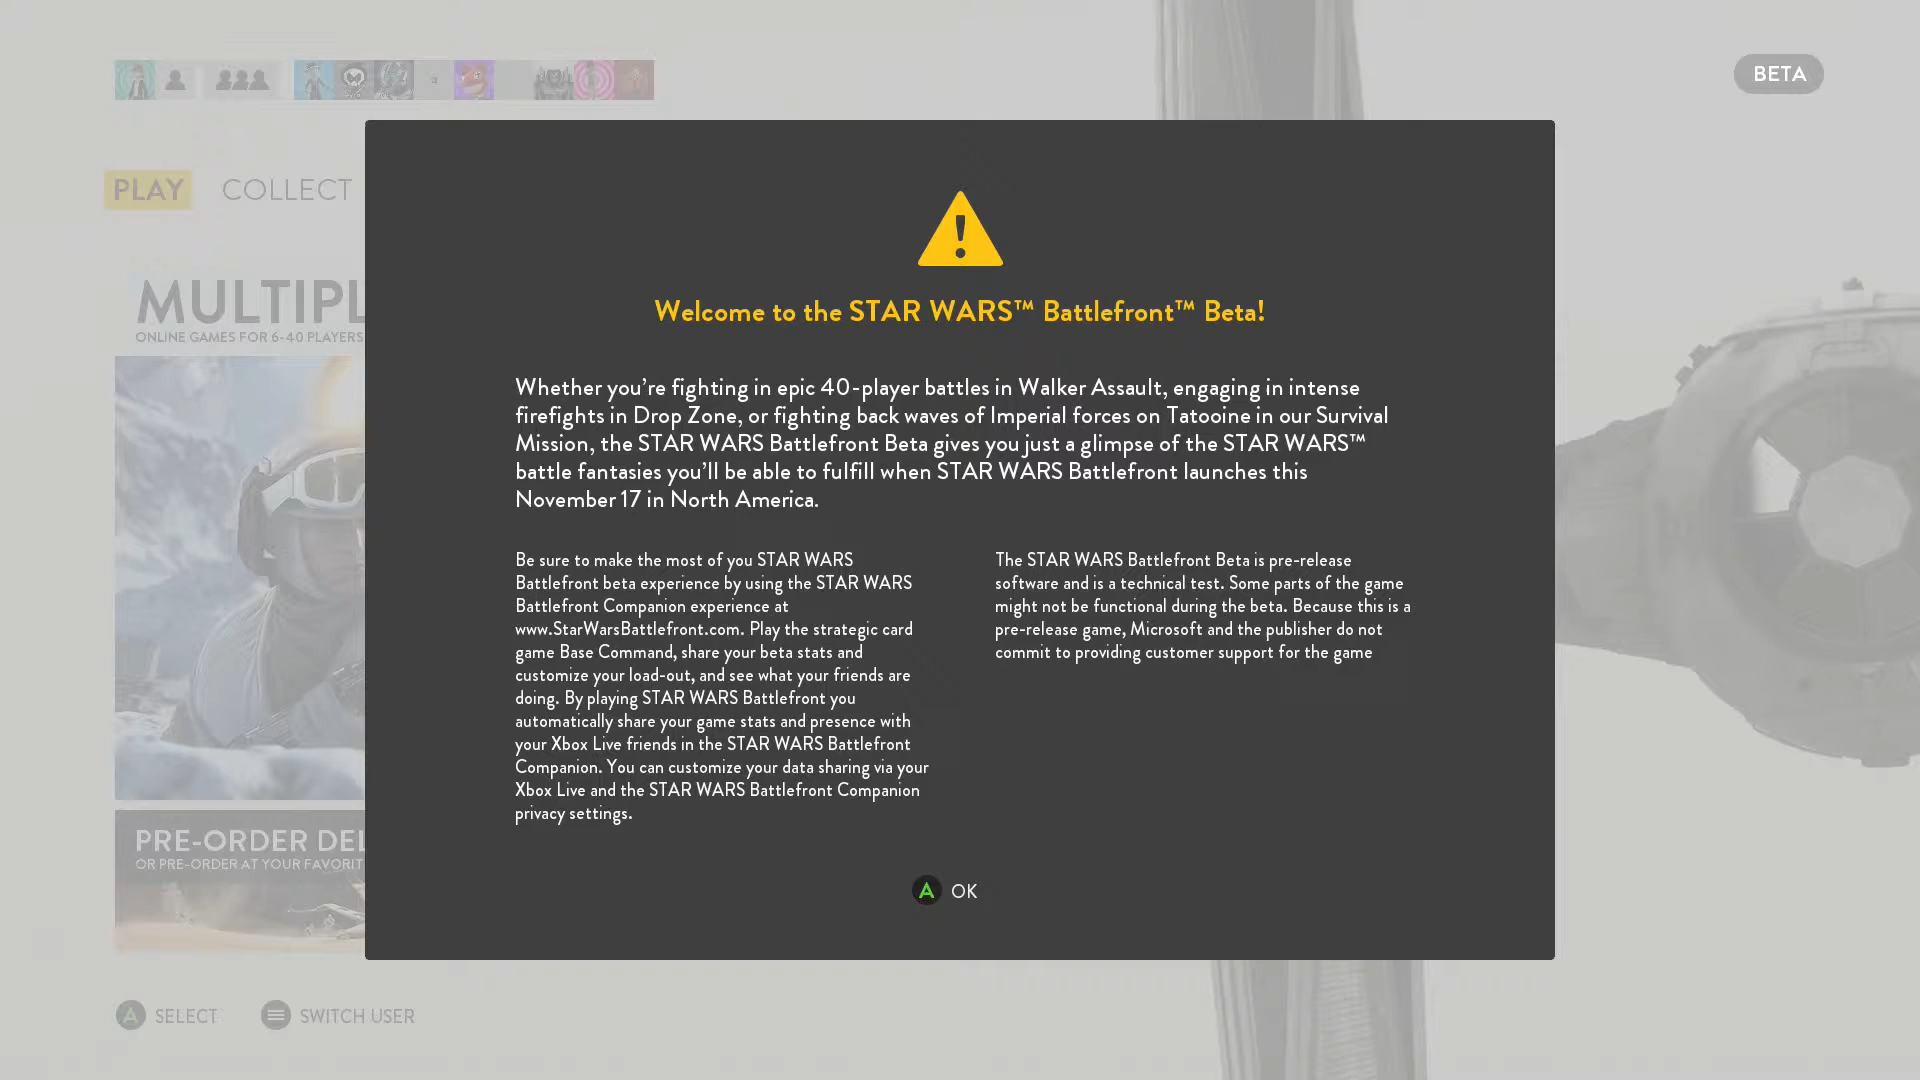 BETA
PLAY COLLECT
MULTIPL
ONLINE GAMES FOR 6-40 PLAYERS
PRE-ORDER DEL
OR PRE-ORDER AT YOUR FAVORIT
Welcome to the STAR WARS™ Battlefront™ Beta!
Whether you’re fighting in epic 40-player battles in Walker Assault, engaging in intense
firefights in Drop Zone, or fighting back waves of Imperial forces on Tatooine in our Survival
Mission, the STAR WARS Battlefront Beta gives you just a glimpse of the STAR WARS™
battle fantasies you’ll be able to fulfill when STAR WARS Battlefront launches this
November 17 in North America.
Be sure to make the most of you STAR WARS
Battlefront beta experience by using the STAR WARS
Battlefront Companion experience at
www.StarWarsBattlefront.com. Play the strategic card
game Base Command, share your beta stats and
customize your load-out, and see what your friends are
doing. By playing STAR WARS Battlefront you
automatically share your game stats and presence with
your Xbox Live friends in the STAR WARS Battlefront
Companion. You can customize your data sharing via your
Xbox Live and the STAR WARS Battlefront Companion
privacy settings.
The STAR WARS Battlefront Beta is pre-release
software and is a technical test. Some parts of the game
might not be functional during the beta. Because this is a
pre-release game, Microsoft and the publisher do not
commit to providing customer support for the game
A OK
A SELECT SWITCH USER